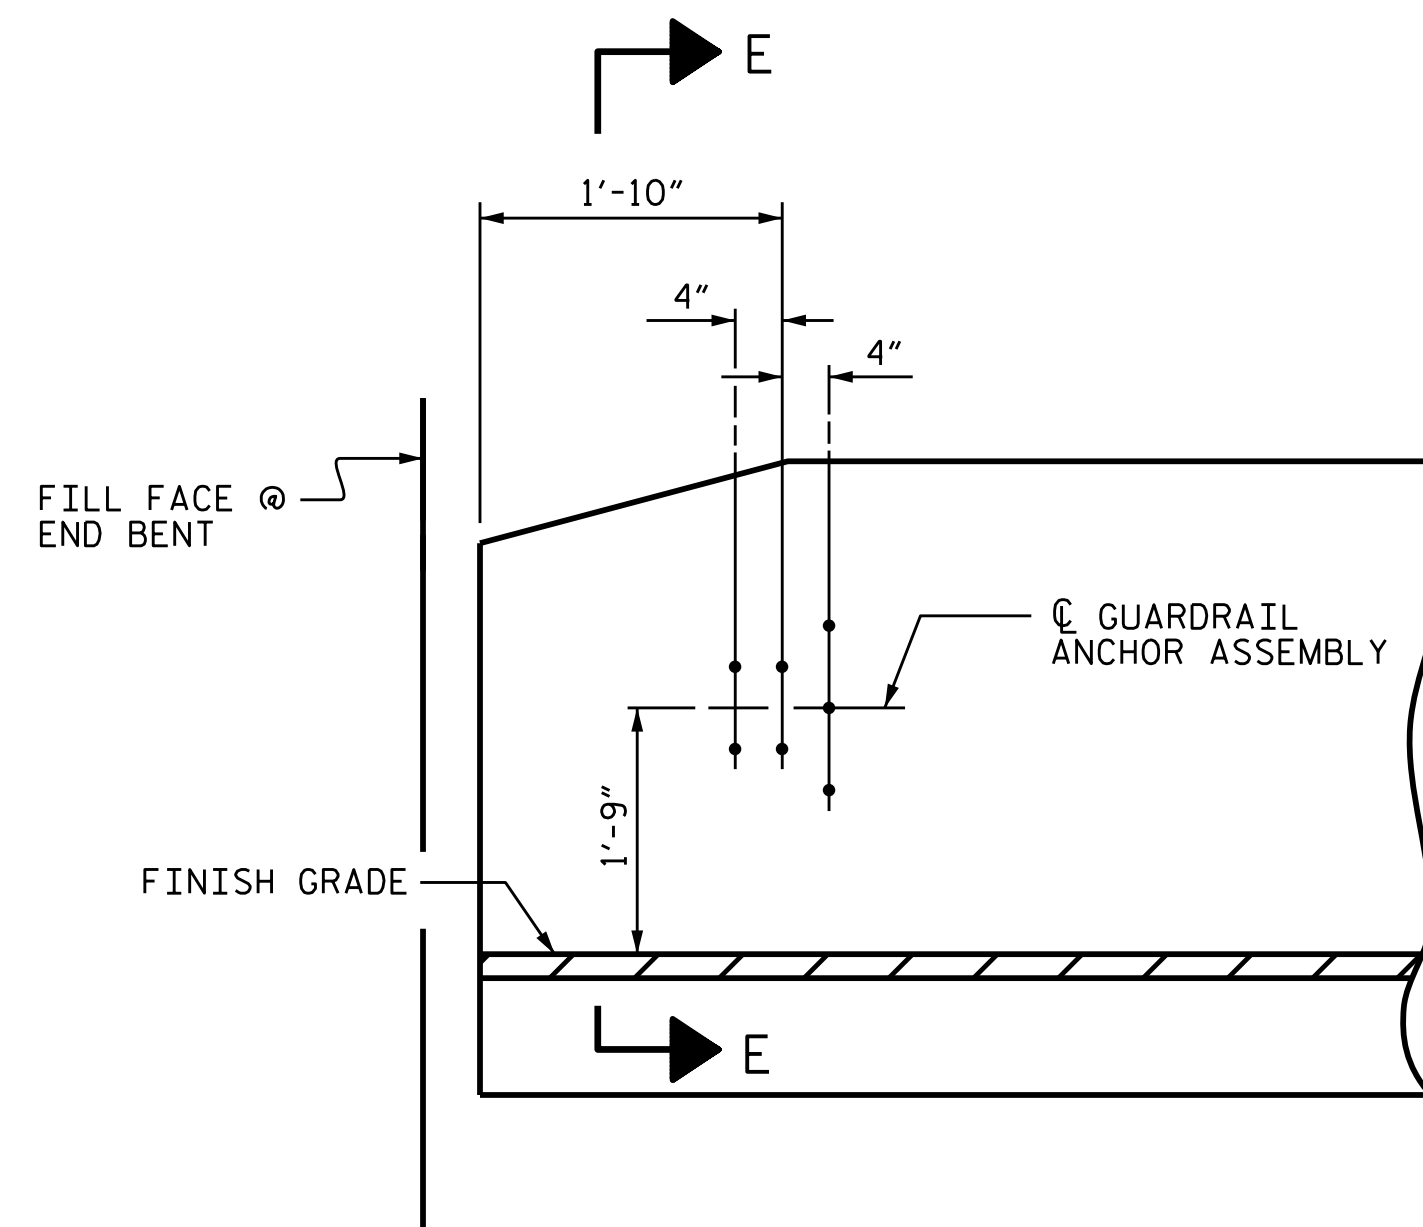 E
1'-10"
4"
4"
FILL FACE @
END BENT
℄ GUARDRAIL
ANCHOR ASSEMBLY
1'-9"
FINISH GRADE
E